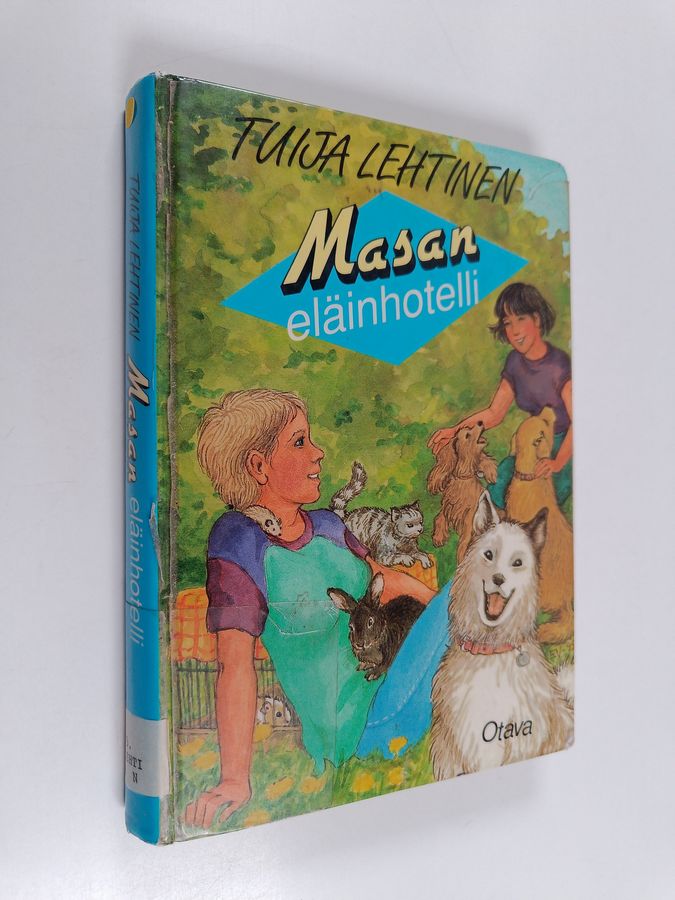 TUIJA LEHTINEN
Masan
eläinhotelli
Otava
TUIJA LEHTINEN Masan eläinhotelli
N